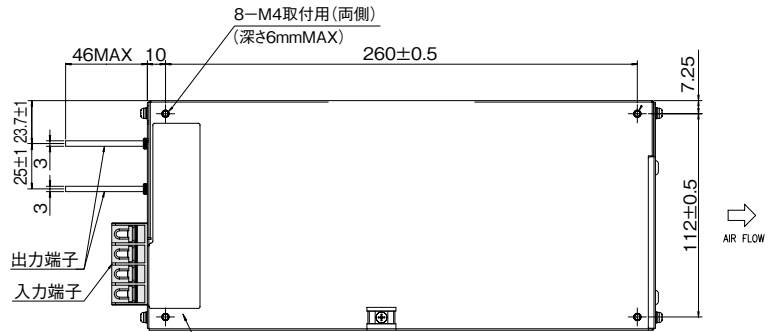 8－M4取付用（両側）
（深さ6mmMAX）
46MAX
10
260±0.5
7.25
23.7±1
3
25±1
3
112±0.5
AIR FLOW
出力端子
入力端子